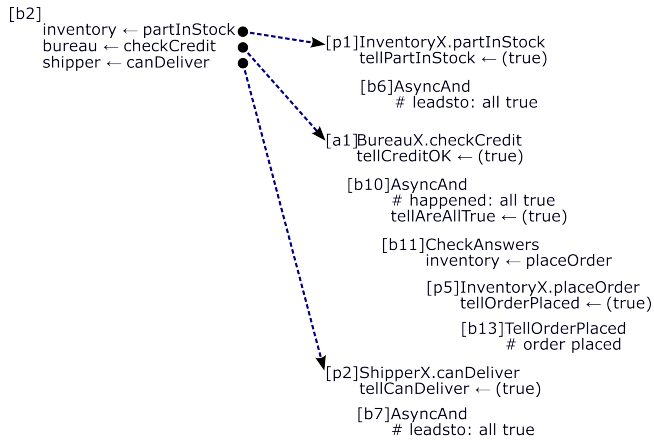 [b2]
inventory ← partInStock
bureau ← checkCredit
shipper ← canDeliver
[p1]InventoryX.partInStock
tellPartInStock ← (true)
[b6]AsyncAnd
# leadsto: all true
[a1]BureauX.checkCredit
tellCreditOK ← (true)
[b10]AsyncAnd
# happened: all true
tellAreAllTrue ← (true)
[b11]CheckAnswers
inventory ← placeOrder
[p5]InventoryX.placeOrder
tellOrderPlaced ← (true)
[b13]TellOrderPlaced
# order placed
[p2]ShipperX.canDeliver
tellCanDeliver ← (true)
[b7]AsyncAnd
# leadsto: all true